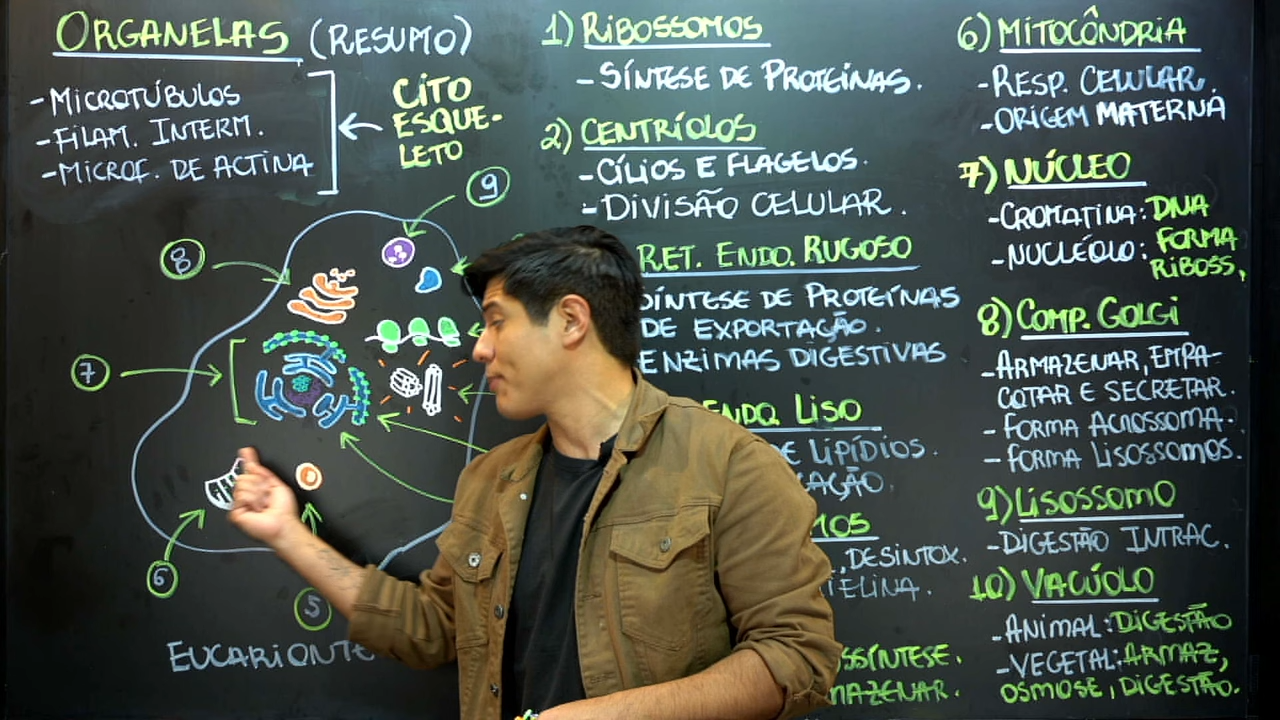 ORGANELAS (RESUMO)
- MICROTÚBULOS
- FILAM. INTERM.
- MICROF. DE ACTINA
CITO
ESQUE-
LETO
9
8
7
6
5
EUCARIONTE
1) RIBOSSOMOS
- SÍNTESE DE PROTEÍNAS.
2) CENTRÍOLOS
- CÍLIOS E FLAGELOS.
- DIVISÃO CELULAR.
RET. ENDO. RUGOSO
SÍNTESE DE PROTEÍNAS
DE EXPORTAÇÃO.
ENZIMAS DIGESTIVAS
ENDO. LISO
DE LIPÍDIOS.
, DESINTOX.
6) MITOCÔNDRIA
- RESP. CELULAR.
- ORIGEM MATERNA
7) NÚCLEO
- CROMATINA: DNA
- NUCLÉOLO: FORMA
RIBOSS,
8) COMP. GOLGI
- ARMAZENAR, EMPA-
COTAR E SECRETAR.
- FORMA ACROSSOMA.
- FORMA LISOSSOMOS.
9) LISOSSOMO
- DIGESTÃO INTRAC.
10) VACÚOLO
- ANIMAL: DIGESTÃO
- VEGETAL: ARMAZ,
OSMOSE, DIGESTÃO.